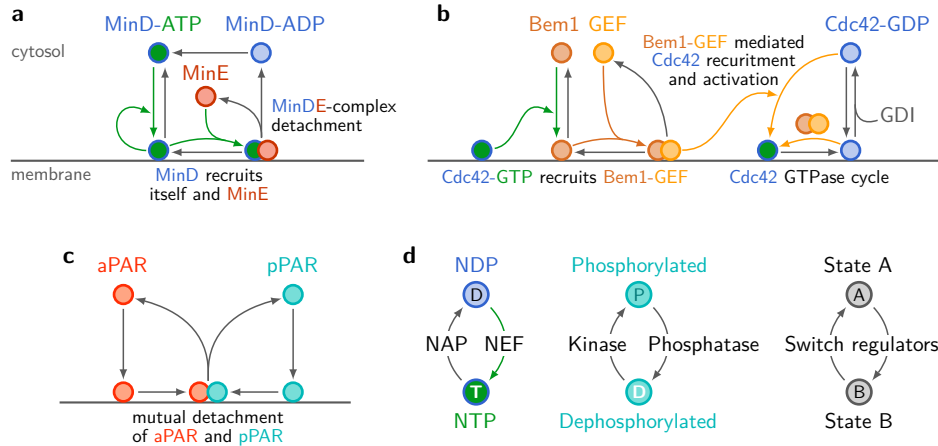 a
MinD-ATP
MinD-ADP
cytosol
MinE
MinDE-complex
detachment
membrane
MinD recruits
itself and MinE
b
Bem1 GEF
Bem1-GEF mediated
Cdc42 recuritment
and activation
Cdc42-GDP
GDI
Cdc42-GTP recruits Bem1-GEF
Cdc42 GTPase cycle
c
aPAR
pPAR
mutual detachment
of aPAR and pPAR
d
NDP
D
NAP
NEF
T
NTP
Phosphorylated
P
Kinase
Phosphatase
D
Dephosphorylated
State A
A
Switch regulators
B
State B